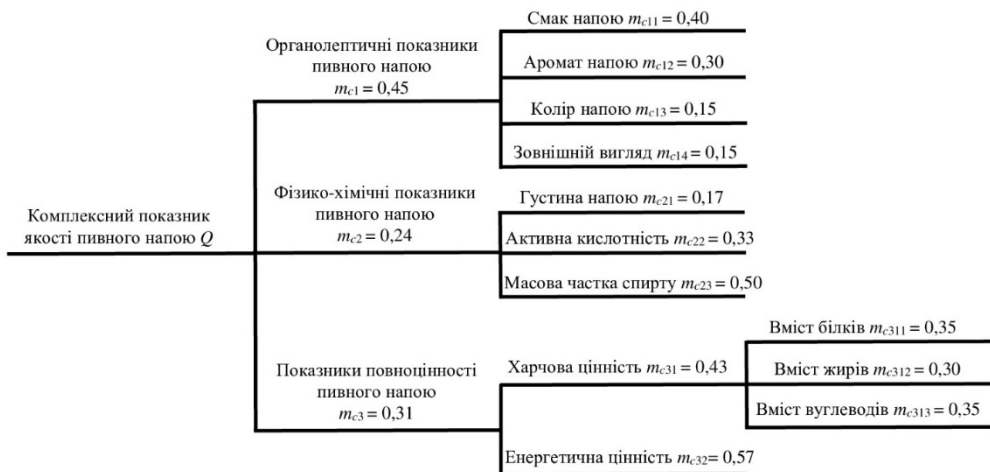 Комплексний показник
якості пивного напою Q
Органолептичні показники
пивного напою
mc1 = 0,45
Смак напою mc11 = 0,40
Аромат напою mc12 = 0,30
Колір напою mc13 = 0,15
Зовнішній вигляд mc14 = 0,15
Фізико-хімічні показники
пивного напою
mc2 = 0,24
Густина напою mc21 = 0,17
Активна кислотність mc22 = 0,33
Масова частка спирту mc23 = 0,50
Показники повноцінності
пивного напою
mc3 = 0,31
Харчова цінність mc31 = 0,43
Вміст білків mc311 = 0,35
Вміст жирів mc312 = 0,30
Вміст вуглеводів mc313 = 0,35
Енергетична цінність mc32 = 0,57